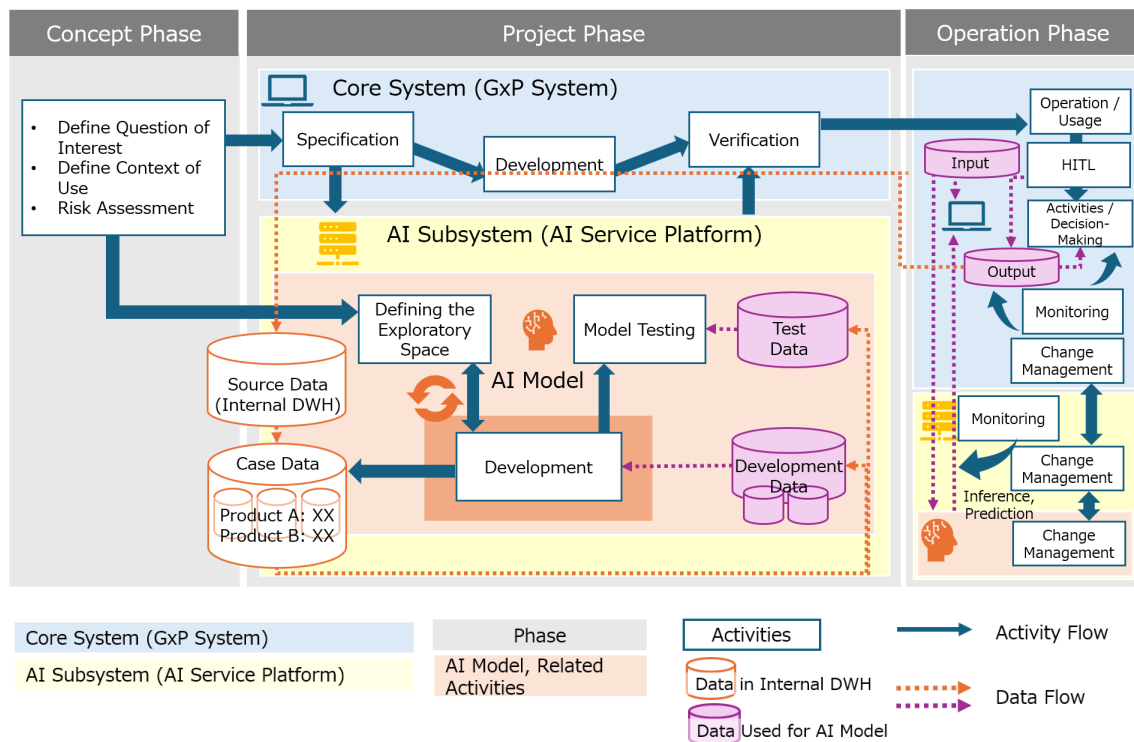 Concept Phase
Project Phase
Operation Phase
• Define Question of
Interest
• Define Context of
Use
• Risk Assessment
Core System (GxP System)
Specification
Development
Verification
AI Subsystem (AI Service Platform)
Defining the
Exploratory
Space
Model Testing
Test
Data
AI Model
Development
Development
Data
Source Data
(Internal DWH)
Case Data
Product A: XX
Product B: XX
Operation /
Usage
Input
HITL
Activities /
Decision-
Making
Output
Monitoring
Change
Management
Monitoring
Change
Management
Inference,
Prediction
Change
Management
Core System (GxP System)
AI Subsystem (AI Service Platform)
Phase
AI Model, Related
Activities
Activities
Data in Internal DWH
Data Used for AI Model
Activity Flow
Data Flow